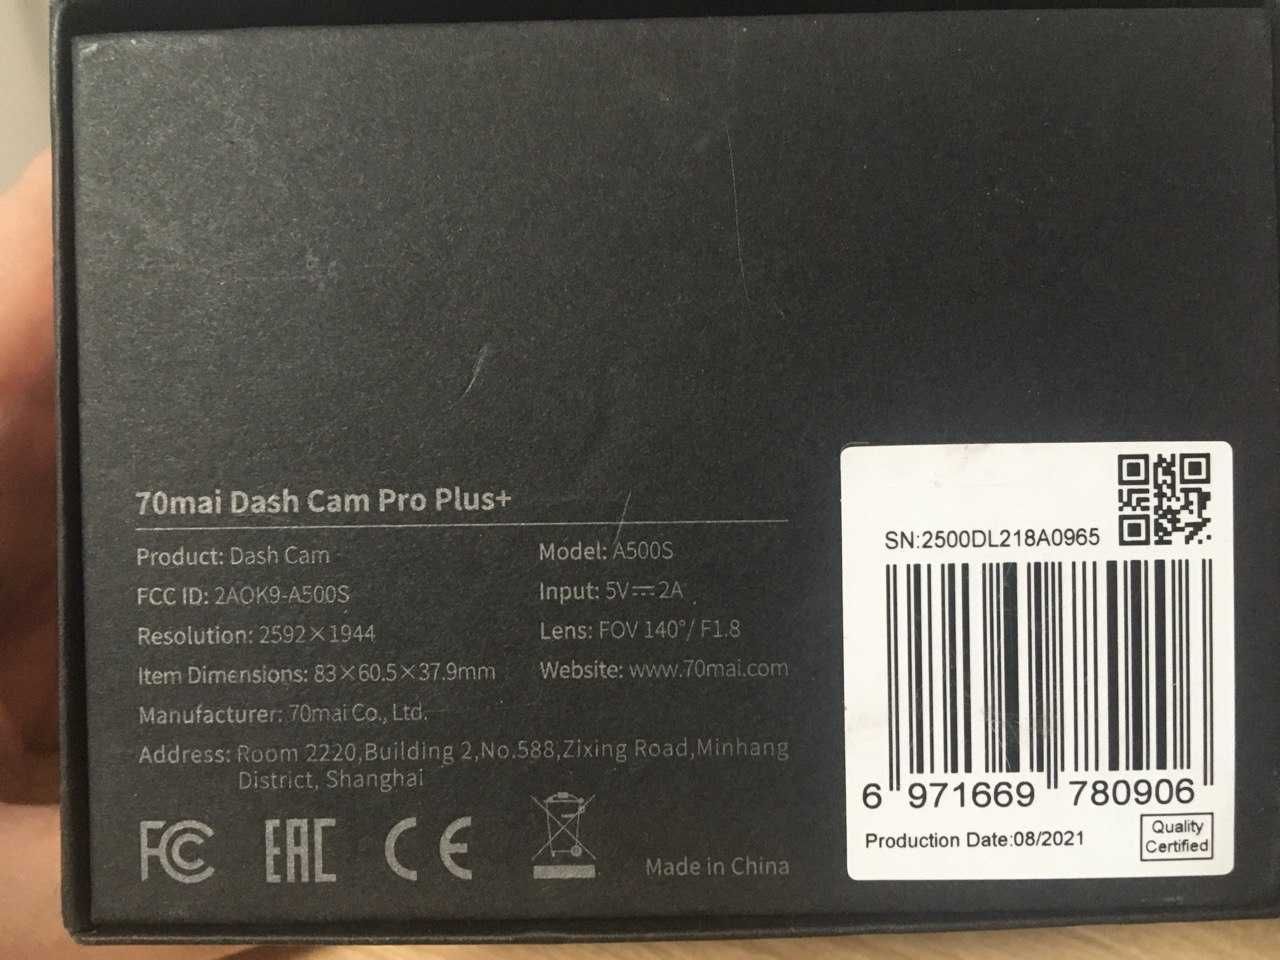 70mai Dash Cam Pro Plus+
Product: Dash Cam
Model: A500S
FCC ID: 2AOK9-A500S
Input: 5V⎓2A
Resolution: 2592×1944
Lens: FOV 140°/ F1.8
Item Dimensions: 83×60.5×37.9mm
Website: www.70mai.com
Manufacturer: 70mai Co., Ltd.
Address: Room 2220,Building 2,No.588,Zixing Road,Minhang
District, Shanghai
FC EAC CE
Made in China
SN:2500DL218A0965
6 971669 780906
Production Date:08/2021
Quality
Certified